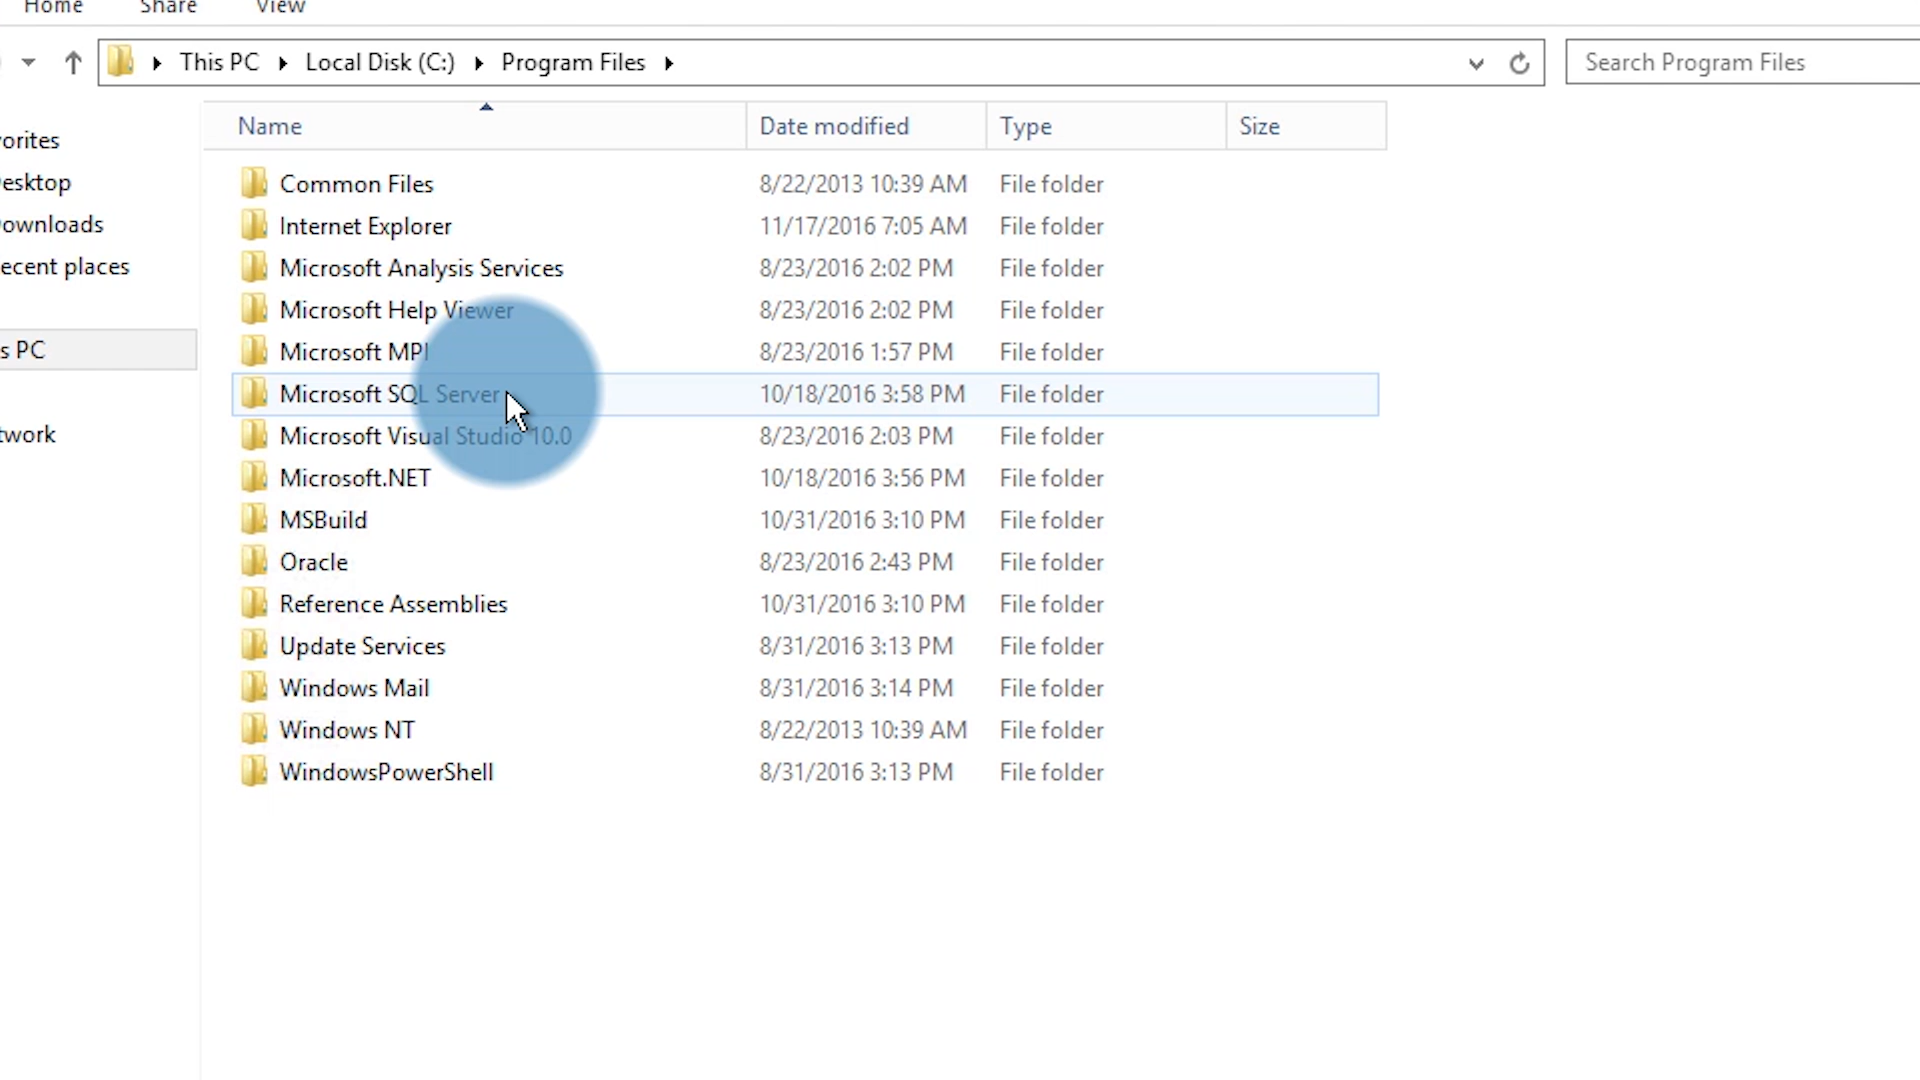 Home Share View
This PC Local Disk (C:) Program Files Search Program Files
Name Date modified Type Size
orites
esktop
ownloads
ecent places
s PC
twork
Common Files 8/22/2013 10:39 AM File folder
Internet Explorer 11/17/2016 7:05 AM File folder
Microsoft Analysis Services 8/23/2016 2:02 PM File folder
Microsoft Help Viewer 8/23/2016 2:02 PM File folder
Microsoft MPI 8/23/2016 1:57 PM File folder
Microsoft SQL Server 10/18/2016 3:58 PM File folder
Microsoft Visual Studio 10.0 8/23/2016 2:03 PM File folder
Microsoft.NET 10/18/2016 3:56 PM File folder
MSBuild 10/31/2016 3:10 PM File folder
Oracle 8/23/2016 2:43 PM File folder
Reference Assemblies 10/31/2016 3:10 PM File folder
Update Services 8/31/2016 3:13 PM File folder
Windows Mail 8/31/2016 3:14 PM File folder
Windows NT 8/22/2013 10:39 AM File folder
WindowsPowerShell 8/31/2016 3:13 PM File folder